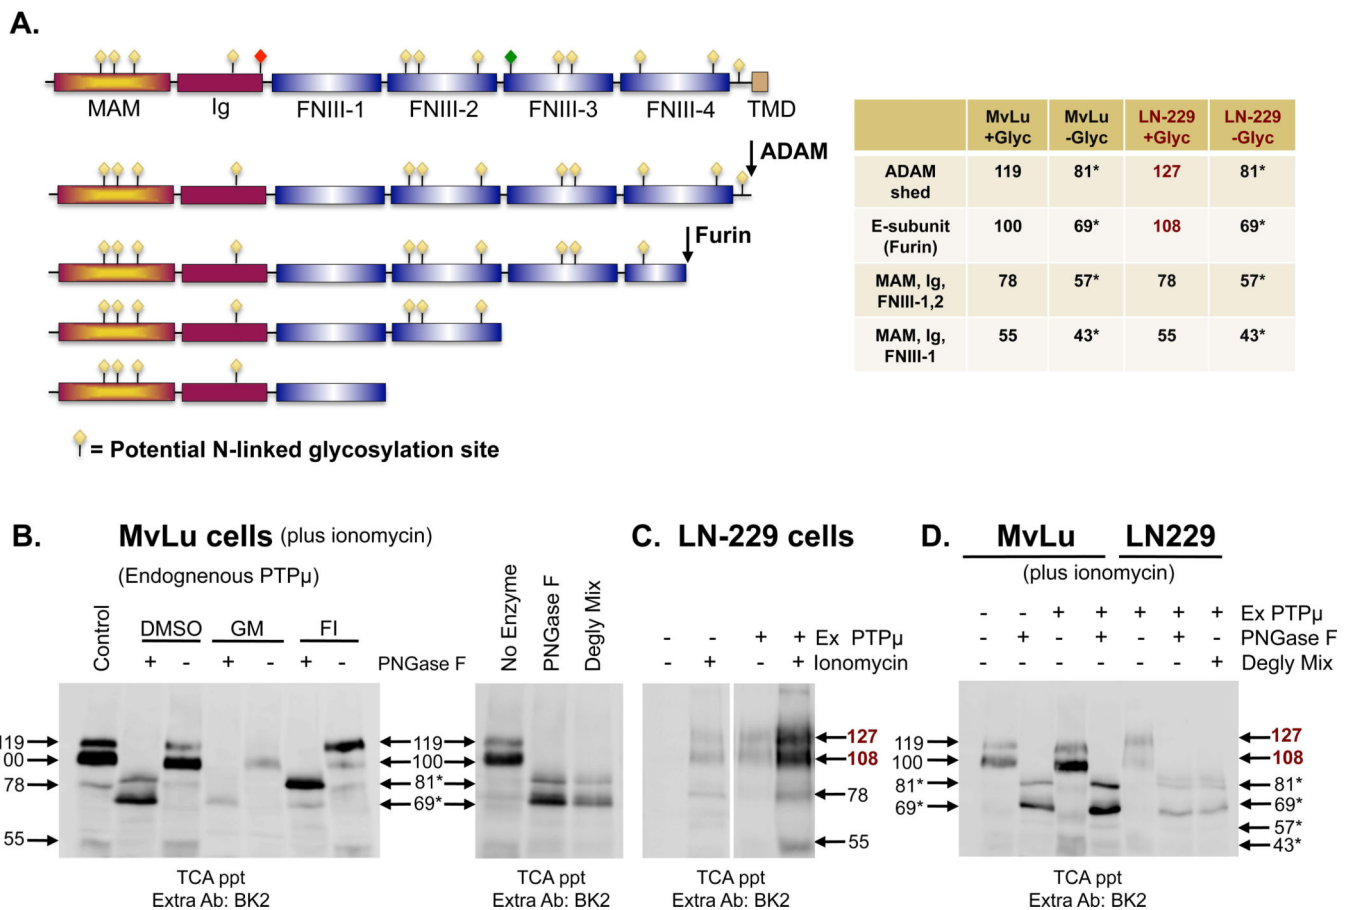 A.
MAM Ig FNIII-1 FNIII-2 FNIII-3 FNIII-4 TMD
ADAM
Furin
= Potential N-linked glycosylation site
MvLu +Glyc MvLu -Glyc LN-229 +Glyc LN-229 -Glyc
ADAM shed 119 81* 127 81*
E-subunit (Furin) 100 69* 108 69*
MAM, Ig, FNIII-1,2 78 57* 78 57*
MAM, Ig, FNIII-1 55 43* 55 43*
B. MvLu cells (plus ionomycin)
(Endognenous PTPμ)
Control
DMSO GM FI
+ - + - + - PNGase F
No Enzyme
PNGase F
Degly Mix
119
00
78
55
119
100
81*
69*
TCA ppt
Extra Ab: BK2
TCA ppt
Extra Ab: BK2
C. LN-229 cells
- - + + Ex PTPμ
- + - + Ionomycin
127
108
78
55
TCA ppt
Extra Ab: BK2
D. MvLu LN229
(plus ionomycin)
- - + + + + + Ex PTPμ
- + - + - + - PNGase F
- - - - - - + Degly Mix
119
100
81*
69*
127
108
81*
69*
57*
43*
TCA ppt
Extra Ab: BK2